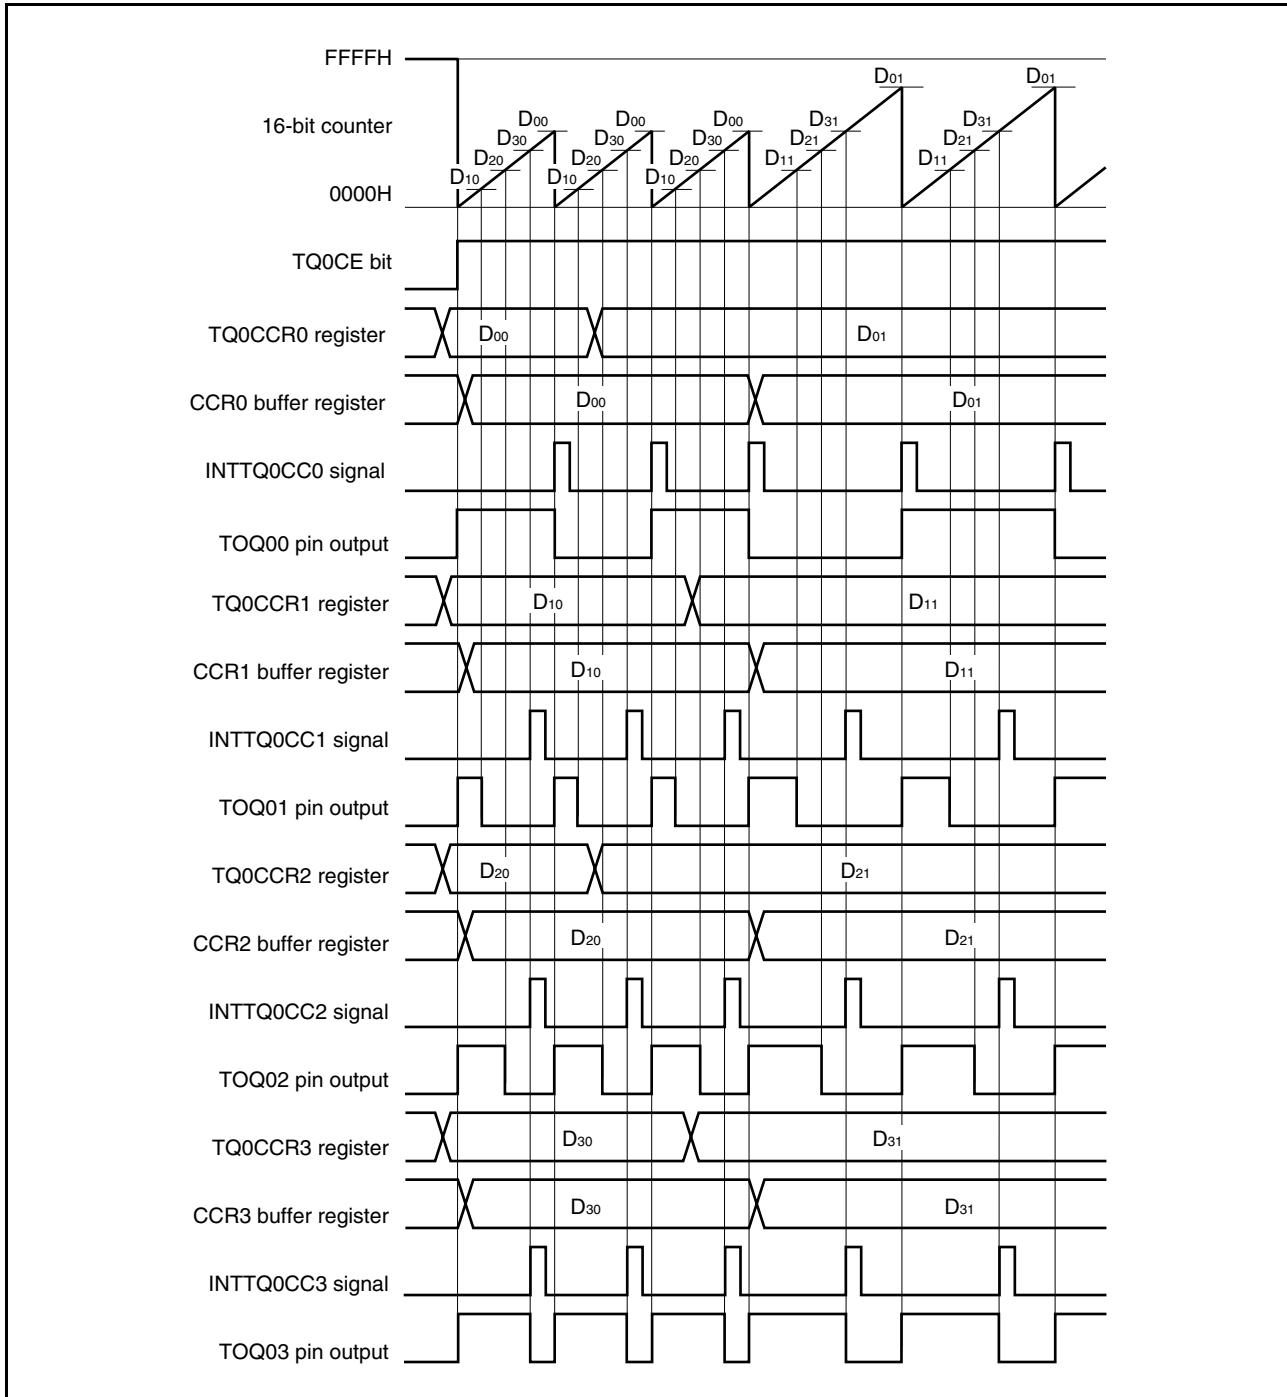 FFFFH
16-bit counter
0000H
D10 D20 D30 D00
D10 D20 D30 D00
D10 D20 D30 D00
D11 D21 D31 D01
D11 D21 D31 D01
TQ0CE bit
TQ0CCR0 register D00 D01
CCR0 buffer register D00 D01
INTTQ0CC0 signal
TOQ00 pin output
TQ0CCR1 register D10 D11
CCR1 buffer register D10 D11
INTTQ0CC1 signal
TOQ01 pin output
TQ0CCR2 register D20 D21
CCR2 buffer register D20 D21
INTTQ0CC2 signal
TOQ02 pin output
TQ0CCR3 register D30 D31
CCR3 buffer register D30 D31
INTTQ0CC3 signal
TOQ03 pin output